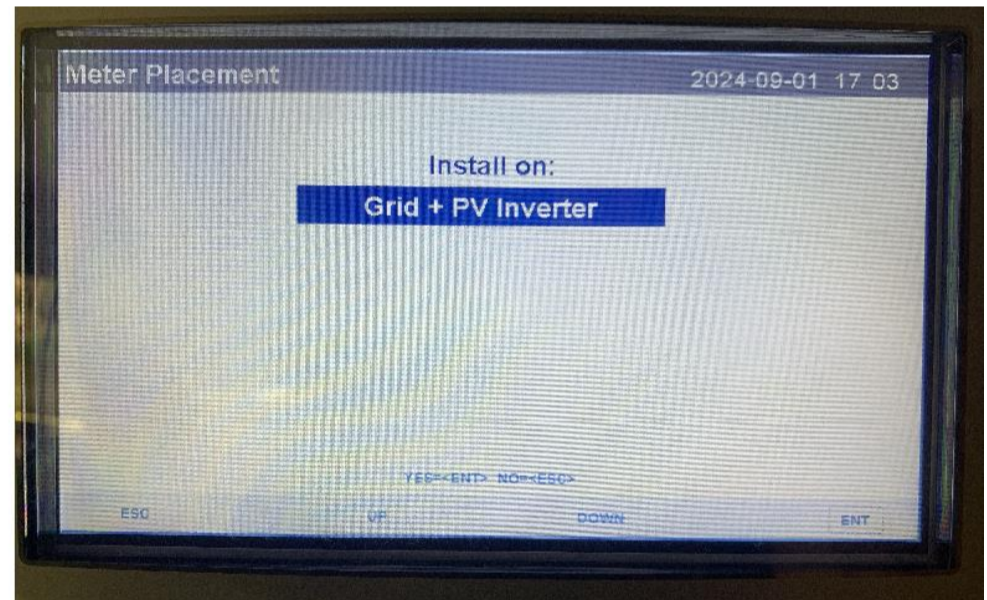 Meter Placement 2024-09-01 17 03
Install on:
Grid + PV Inverter
YES=<ENT> NO=<ESC>
ESC UP DOWN ENT